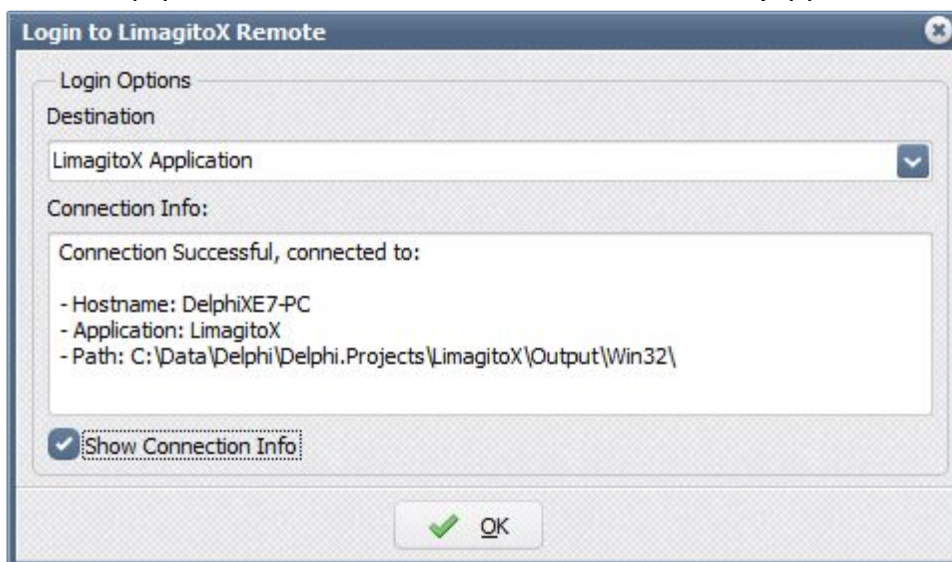 Login to LimagitoX Remote
Login Options
Destination
LimagitoX Application
Connection Info:
Connection Successful, connected to:
- Hostname: DelphiXE7-PC
- Application: LimagitoX
- Path: C:\Data\Delphi\Delphi.Projects\LimagitoX\Output\Win32\
Show Connection Info
OK